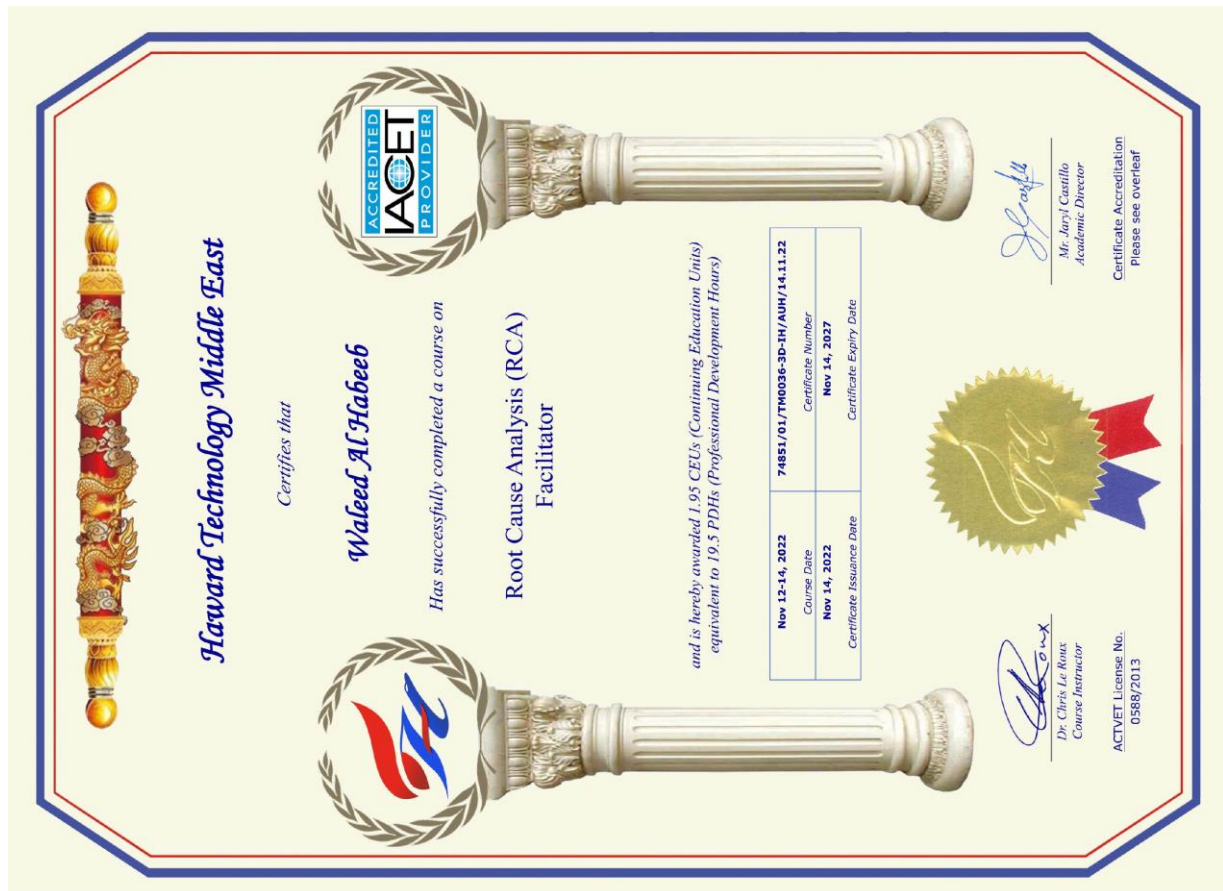 Haward Technology Middle East
Certifies that
ACCREDITED
IACET
PROVIDER
Waleed Al Habeeb
Has successfully completed a course on
Root Cause Analysis (RCA)
Facilitator
and is hereby awarded 1.95 CEUs (Continuing Education Units)
equivalent to 19.5 PDHs (Professional Development Hours)
Nov 12-14, 2022
Course Date
74851/01/TM0036-3D-IH/AUH/14.11.22
Certificate Number
Nov 14, 2022
Certificate Issuance Date
Nov 14, 2027
Certificate Expiry Date
Dr. Chris Le Roux
Course Instructor
ACTVET License No.
0588/2013
Mr. Jaryl Castillo
Academic Director
Certificate Accreditation
Please see overleaf